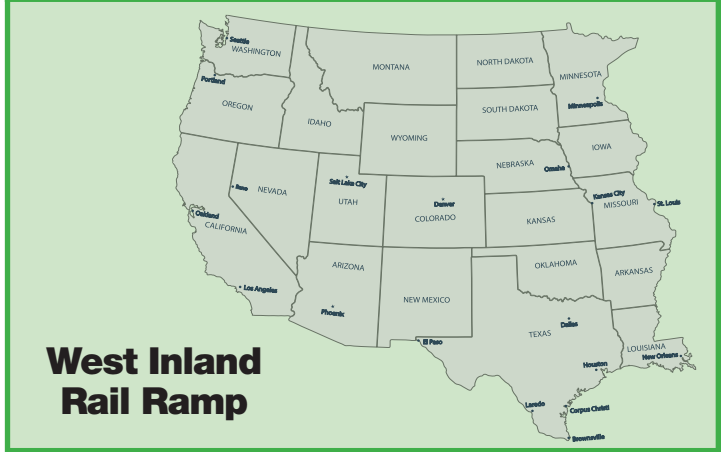 Seattle
WASHINGTON
MONTANA
NORTH DAKOTA
MINNESOTA
Portland
OREGON
IDAHO
SOUTH DAKOTA
Minneapolis
WYOMING
IOWA
NEBRASKA
Omaha
Reno
NEVADA
Salt Lake City
UTAH
Denver
COLORADO
Kansas City
MISSOURI
St. Louis
KANSAS
Oakland
CALIFORNIA
ARIZONA
OKLAHOMA
ARKANSAS
Los Angeles
NEW MEXICO
Phoenix
Dallas
TEXAS
El Paso
LOUISIANA
New Orleans
Houston
West Inland
Rail Ramp
Laredo
Corpus Christi
Brownsville